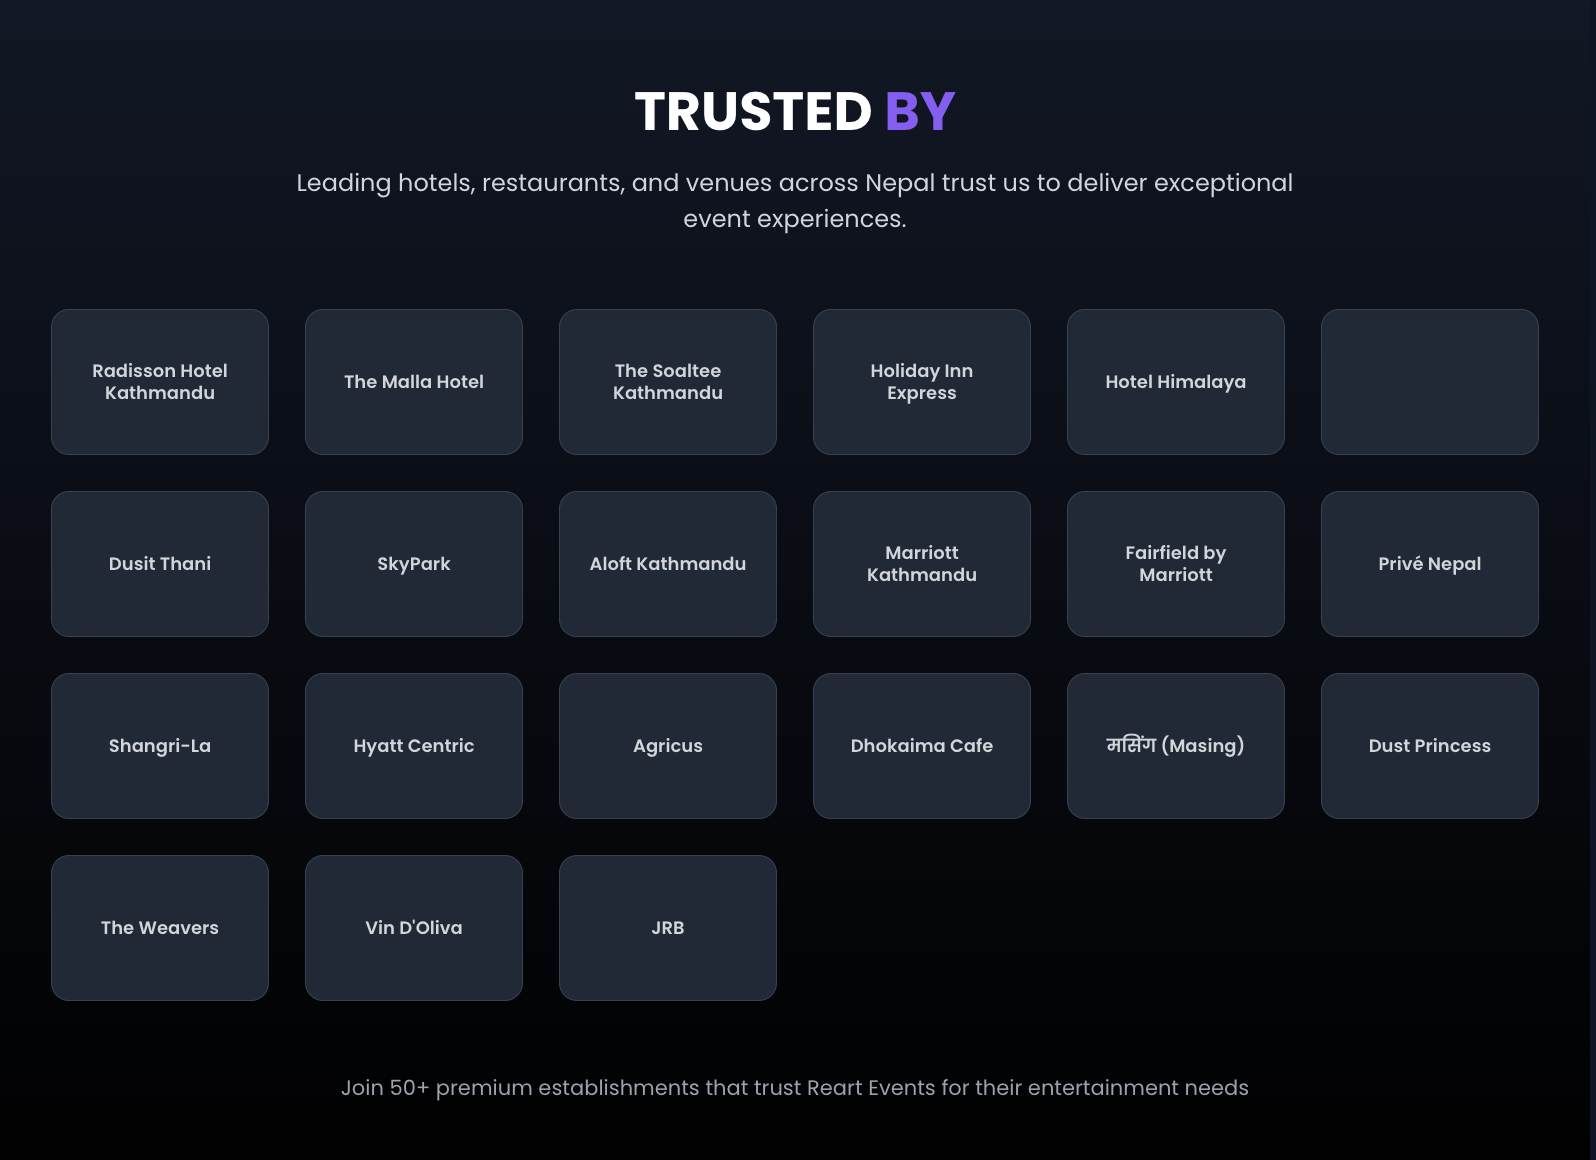 TRUSTED BY
Leading hotels, restaurants, and venues across Nepal trust us to deliver exceptional
event experiences.
Radisson Hotel
Kathmandu
The Malla Hotel
The Soaltee
Kathmandu
Holiday Inn
Express
Hotel Himalaya
Dusit Thani
SkyPark
Aloft Kathmandu
Marriott
Kathmandu
Fairfield by
Marriott
Privé Nepal
Shangri-La
Hyatt Centric
Agricus
Dhokaima Cafe
मसिंग (Masing)
Dust Princess
The Weavers
Vin D'Oliva
JRB
Join 50+ premium establishments that trust Reart Events for their entertainment needs